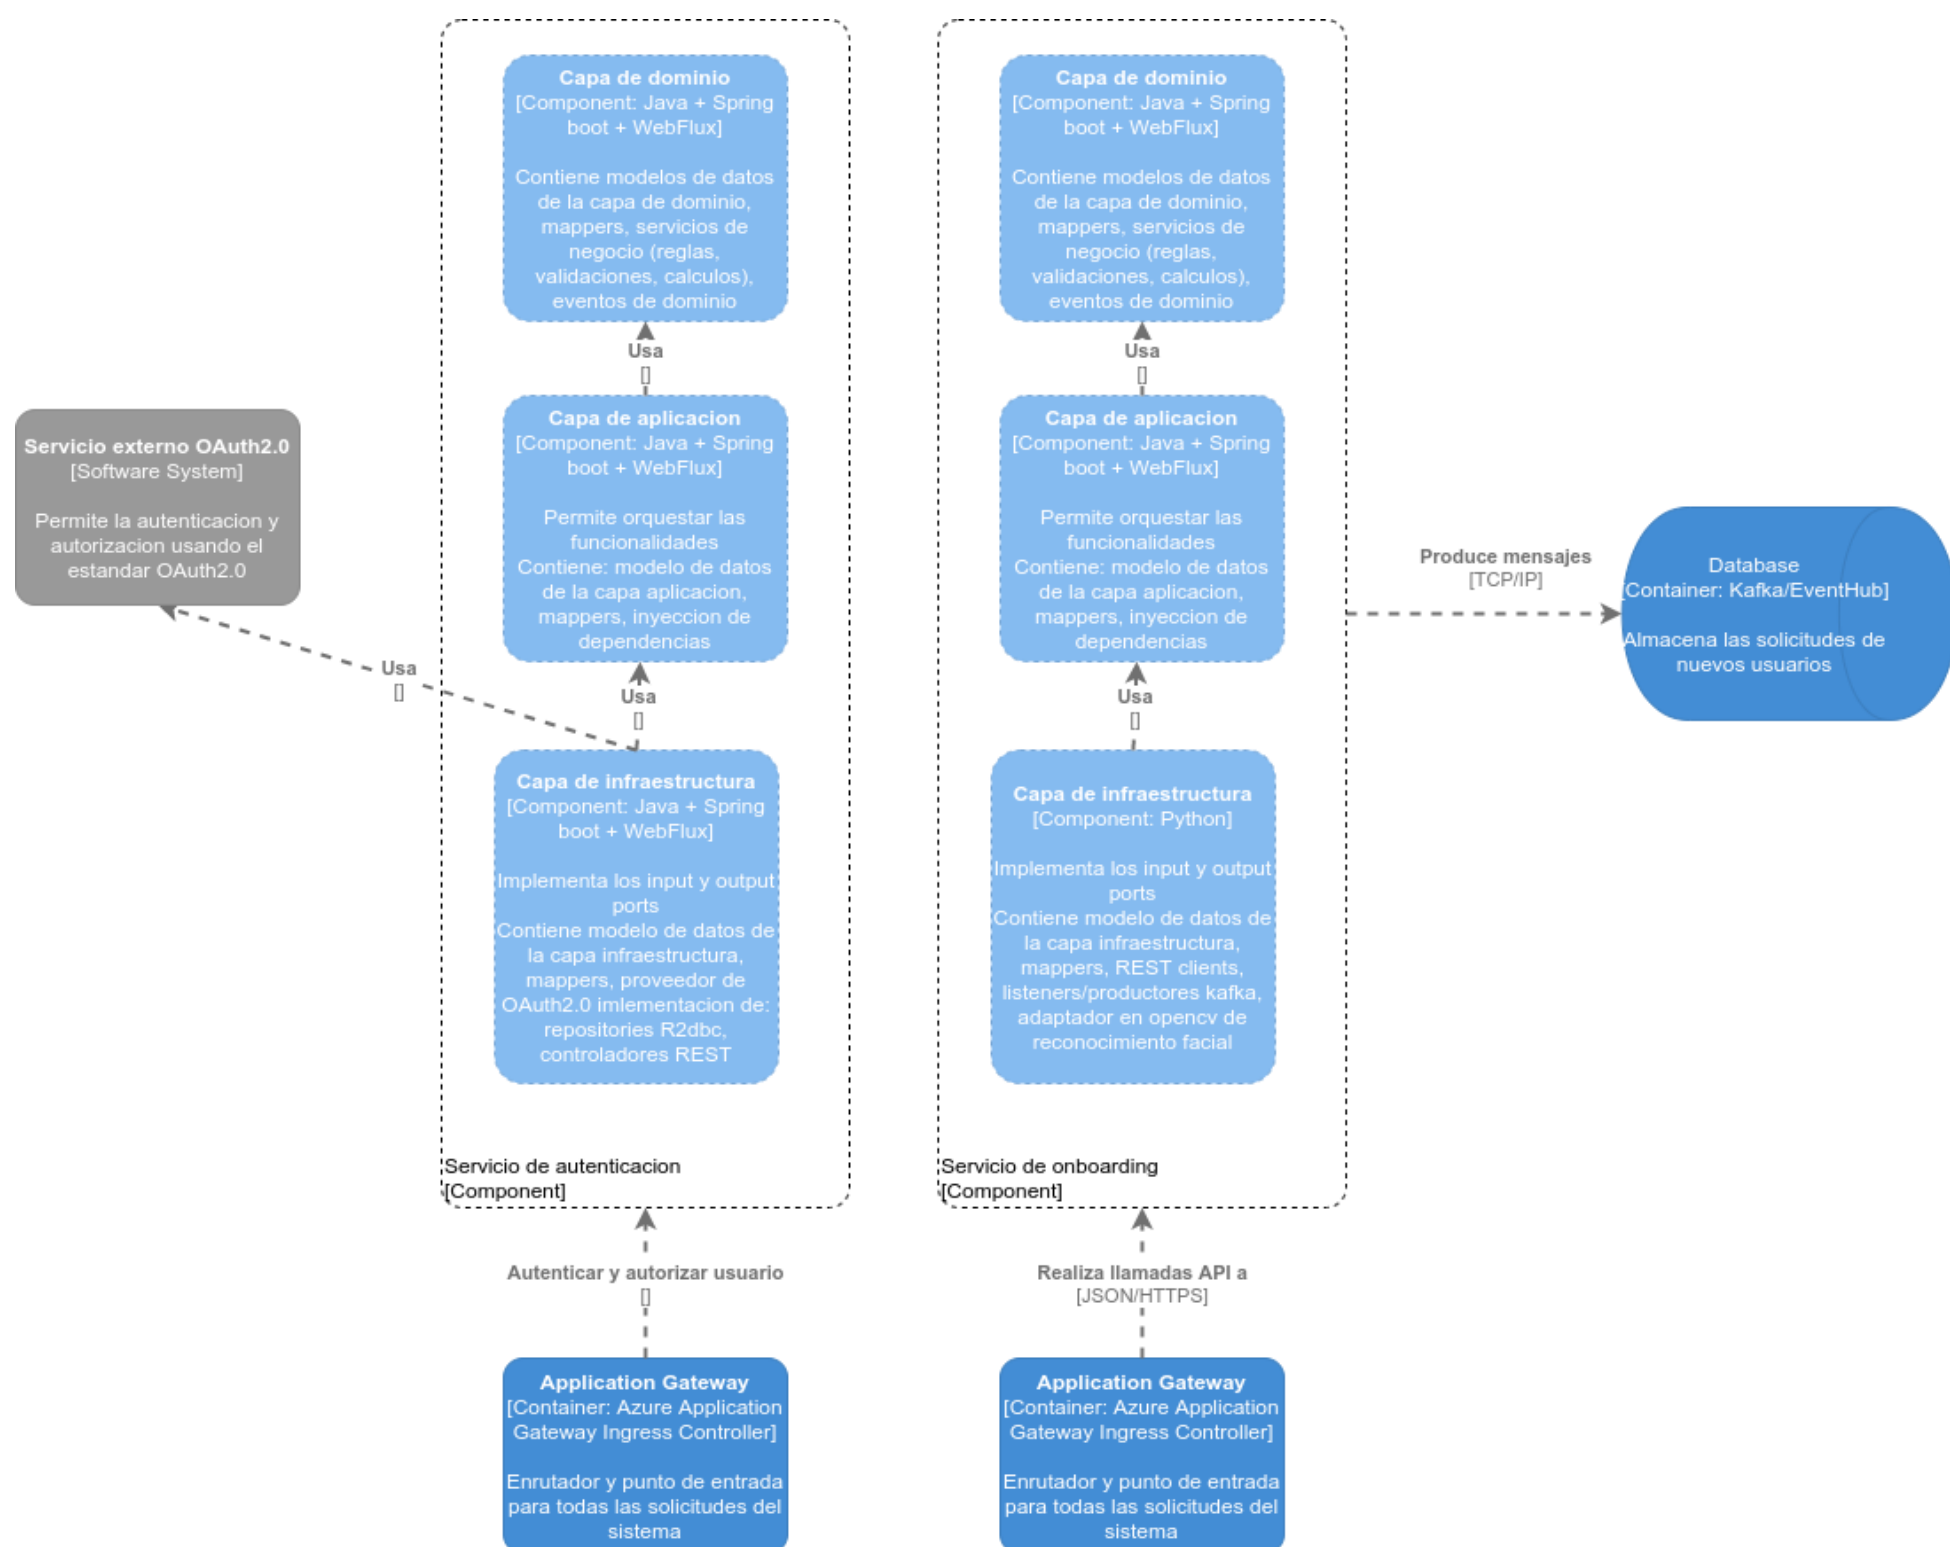 Capa de dominio
[Component: Java + Spring
boot + WebFlux]
Contiene modelos de datos
de la capa de dominio,
mappers, servicios de
negocio (reglas,
validaciones, calculos),
eventos de dominio
Usa
[]
Capa de aplicacion
[Component: Java + Spring
boot + WebFlux]
Permite orquestar las
funcionalidades
Contiene: modelo de datos
de la capa aplicacion,
mappers, inyeccion de
dependencias
Usa
[]
Servicio externo OAuth2.0
[Software System]
Permite la autenticacion y
autorizacion usando el
estandar OAuth2.0
Usa
[]
Capa de infraestructura
[Component: Java + Spring
boot + WebFlux]
Implementa los input y output
ports
Contiene modelo de datos de
la capa infraestructura,
mappers, proveedor de
OAuth2.0 imlementacion de:
repositories R2dbc,
controladores REST
Servicio de autenticacion
[Component]
Autenticar y autorizar usuario
[]
Application Gateway
[Container: Azure Application
Gateway Ingress Controller]
Enrutador y punto de entrada
para todas las solicitudes del
sistema
Capa de dominio
[Component: Java + Spring
boot + WebFlux]
Contiene modelos de datos
de la capa de dominio,
mappers, servicios de
negocio (reglas,
validaciones, calculos),
eventos de dominio
Usa
[]
Capa de aplicacion
[Component: Java + Spring
boot + WebFlux]
Permite orquestar las
funcionalidades
Contiene: modelo de datos
de la capa aplicacion,
mappers, inyeccion de
dependencias
Usa
[]
Capa de infraestructura
[Component: Python]
Implementa los input y output
ports
Contiene modelo de datos de
la capa infraestructura,
mappers, REST clients,
listeners/productores kafka,
adaptador en opencv de
reconocimiento facial
Servicio de onboarding
[Component]
Realiza llamadas API a
[JSON/HTTPS]
Application Gateway
[Container: Azure Application
Gateway Ingress Controller]
Enrutador y punto de entrada
para todas las solicitudes del
sistema
Produce mensajes
[TCP/IP]
Database
[Container: Kafka/EventHub]
Almacena las solicitudes de
nuevos usuarios